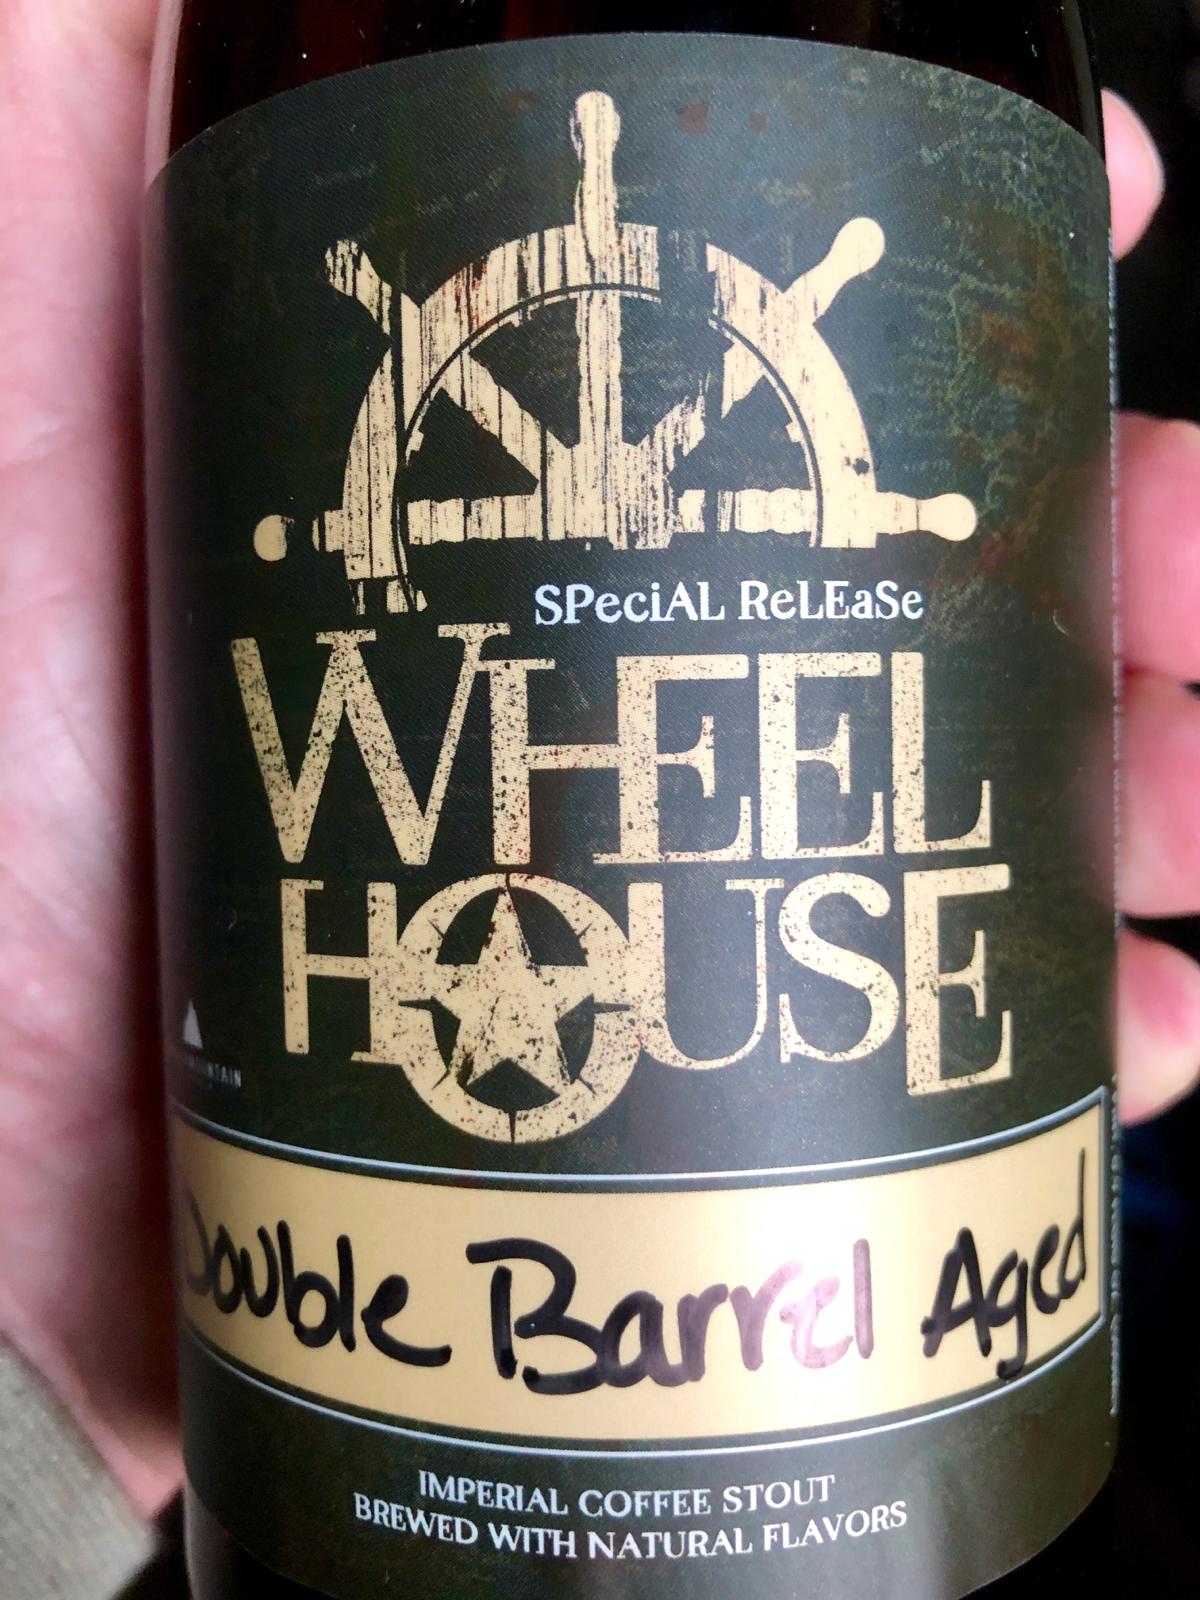 SPeciAL ReLEaSe
WHEEL
HOUSE
Double Barrel Aged
IMPERIAL COFFEE STOUT
BREWED WITH NATURAL FLAVORS